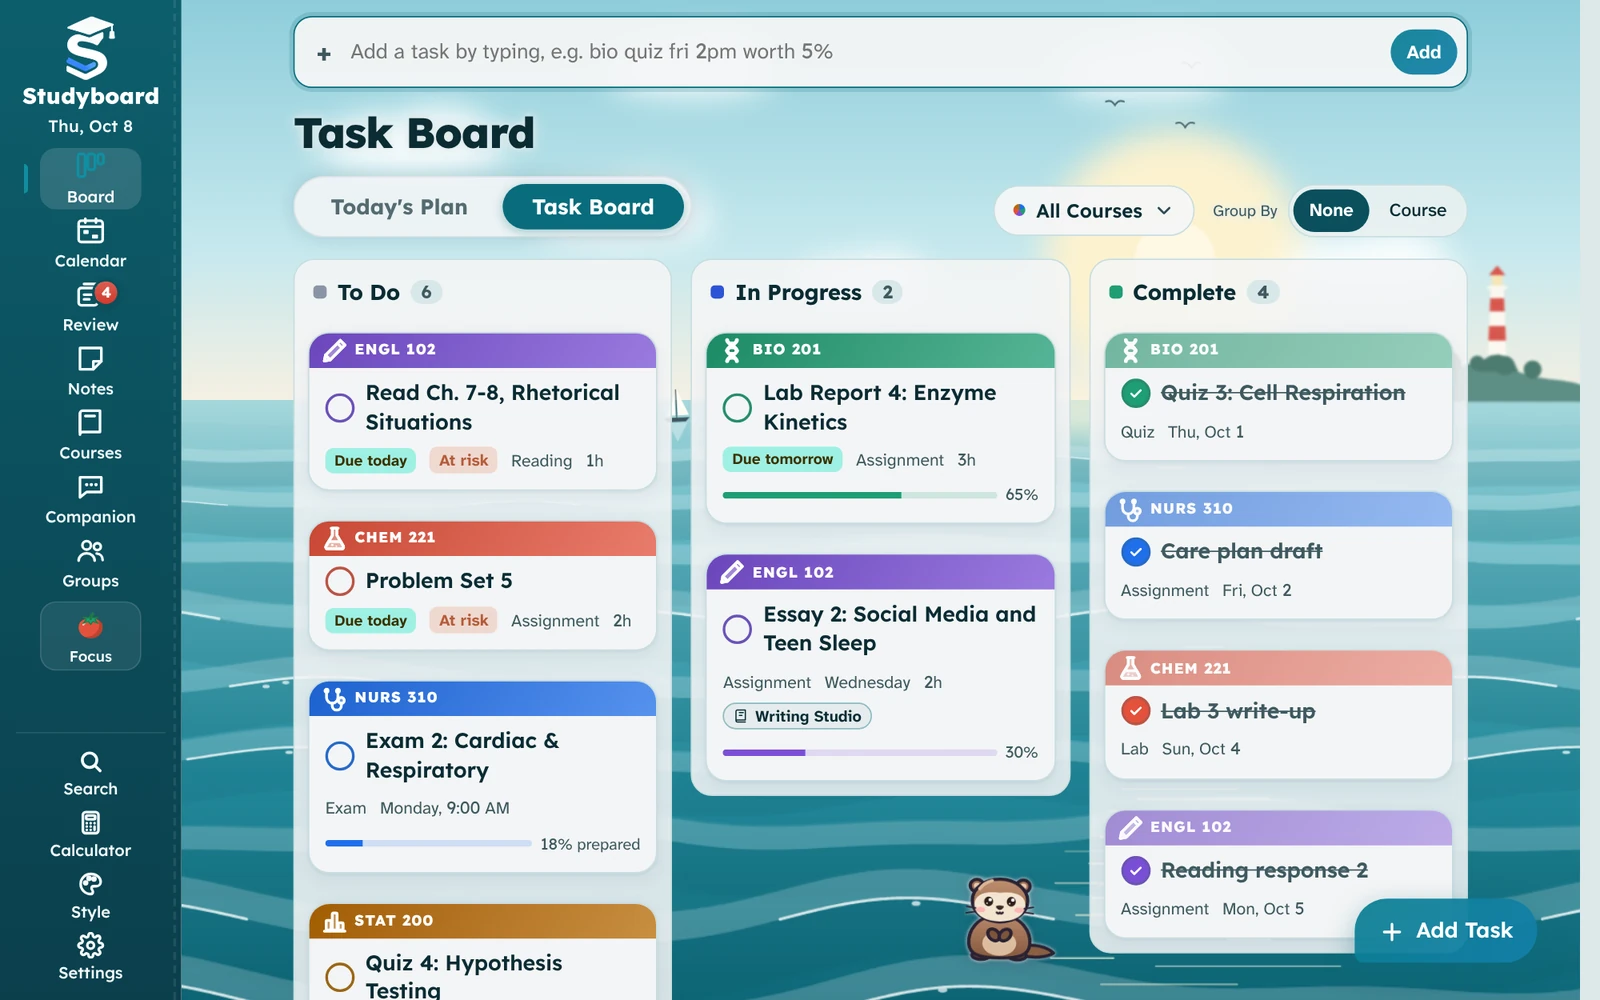 Studyboard
Thu, Oct 8
Board
Calendar
4
Review
Notes
Courses
Companion
Groups
Focus
Search
Calculator
Style
Settings
+ Add a task by typing, e.g. bio quiz fri 2pm worth 5%
Add
Task Board
Today's Plan
Task Board
All Courses
Group By
None
Course
To Do 6
ENGL 102
Read Ch. 7-8, Rhetorical
Situations
Due today At risk Reading 1h
CHEM 221
Problem Set 5
Due today At risk Assignment 2h
NURS 310
Exam 2: Cardiac &
Respiratory
Exam Monday, 9:00 AM
18% prepared
STAT 200
Quiz 4: Hypothesis
Testing
In Progress 2
BIO 201
Lab Report 4: Enzyme
Kinetics
Due tomorrow Assignment 3h
65%
ENGL 102
Essay 2: Social Media and
Teen Sleep
Assignment Wednesday 2h
Writing Studio
30%
Complete 4
BIO 201
Quiz 3: Cell Respiration
Quiz Thu, Oct 1
NURS 310
Care plan draft
Assignment Fri, Oct 2
CHEM 221
Lab 3 write-up
Lab Sun, Oct 4
ENGL 102
Reading response 2
Assignment Mon, Oct 5
+ Add Task